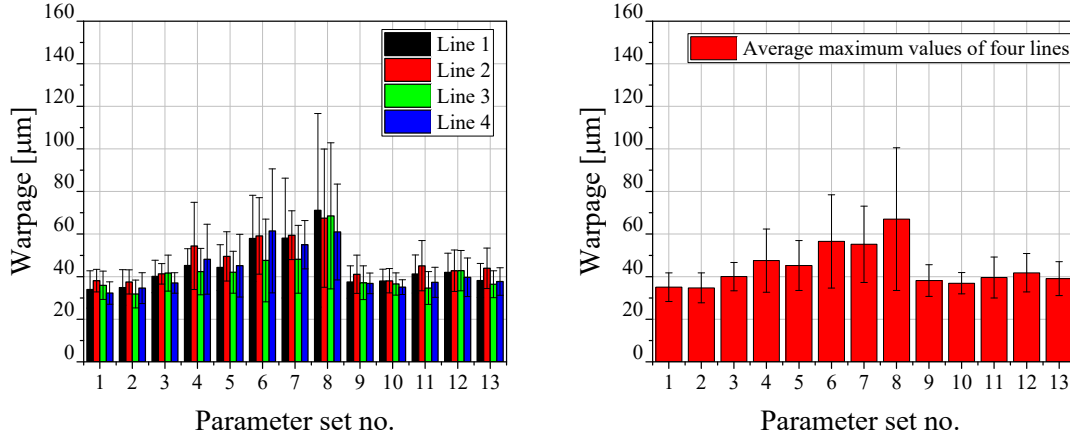 160
140
120
100
80
60
40
20
0
Warpage [μm]
Line 1
Line 2
Line 3
Line 4
1 2 3 4 5 6 7 8 9 10 11 12 13
Parameter set no.
160
140
120
100
80
60
40
20
0
Warpage [μm]
Average maximum values of four lines
1 2 3 4 5 6 7 8 9 10 11 12 13
Parameter set no.